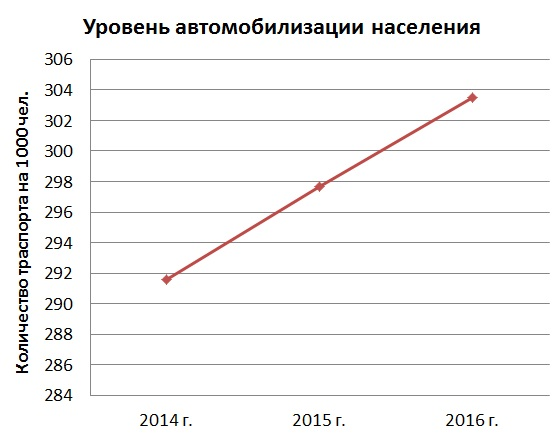 Уровень автомобилизации населения
Количество траспорта на 1000 чел.
306
304
302
300
298
296
294
292
290
288
286
284
2014 г.
2015 г.
2016 г.